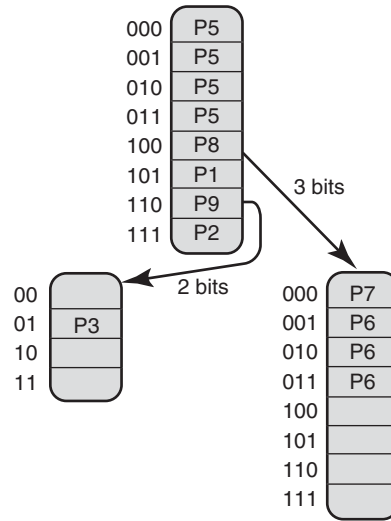 000 P5
001 P5
010 P5
011 P5
100 P8
101 P1
110 P9
111 P2
3 bits
2 bits
00
01 P3
10
11
000 P7
001 P6
010 P6
011 P6
100
101
110
111